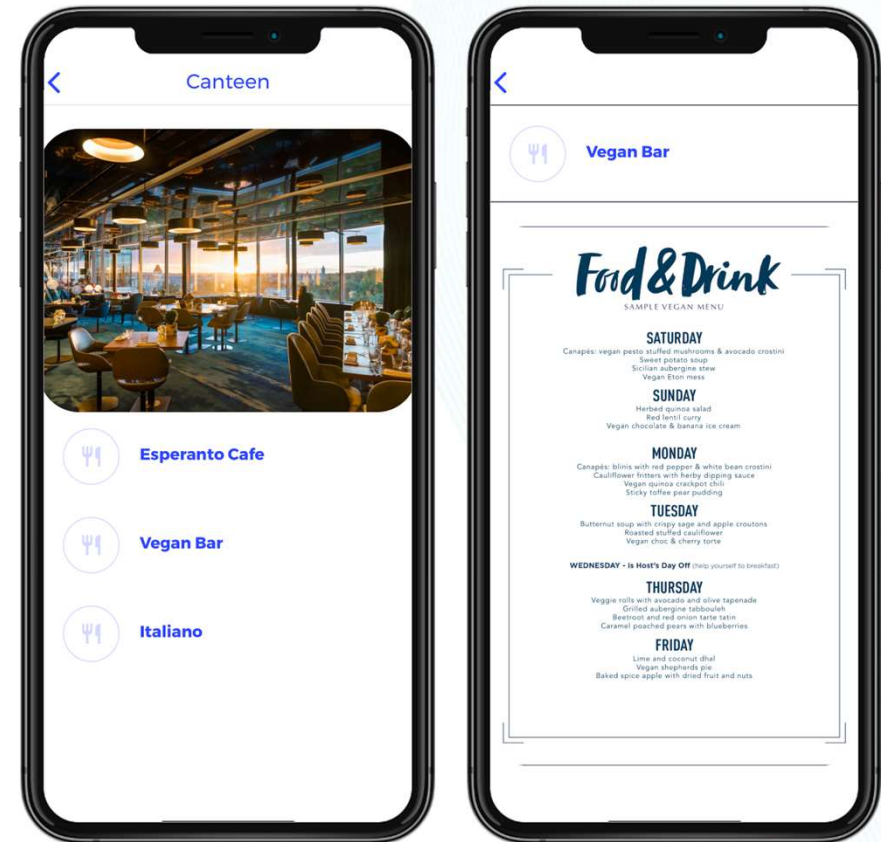 Canteen
Esperanto Cafe
Vegan Bar
Italiano
Vegan Bar
Food & Drink
SAMPLE VEGAN MENU
SATURDAY
Canapés: vegan pesto stuffed mushrooms & avocado crostini
Sweet potato soup
Sicilian aubergine stew
Vegan Eton mess
SUNDAY
Herbed quinoa salad
Red lentil curry
Vegan chocolate & banana ice cream
MONDAY
Canapés: blinis with red pepper & white bean crostini
Cauliflower fritters with herby dipping sauce
Vegan quinoa crackpot chili
Sticky toffee pear pudding
TUESDAY
Butternut soup with crispy sage and apple croutons
Roasted stuffed cauliflower
Vegan choc & cherry torte
WEDNESDAY - is Host's Day Off (help yourself to breakfast)
THURSDAY
Veggie rolls with avocado and olive tapenade
Grilled aubergine tabbouleh
Beetroot and red onion tarte tatin
Caramel poached pears with blueberries
FRIDAY
Lime and coconut dhal
Vegan shepherds pie
Baked spice apple with dried fruit and nuts